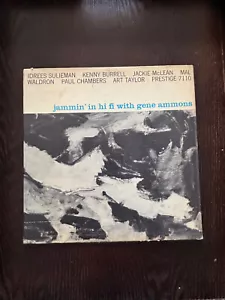 IDREES SULIEMAN KENNY BURRELL JACKIE McLEAN MAL
WALDRON PAUL CHAMBERS ART TAYLOR PRESTIGE 7110
jammin' in hi fi with gene ammons